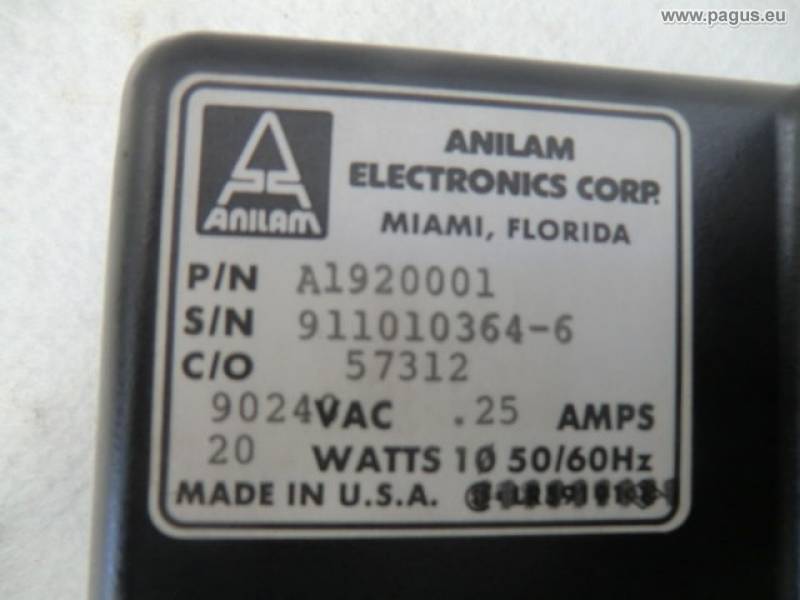 www.pagus.eu
ANILAM
ANILAM
ELECTRONICS CORP.
MIAMI, FLORIDA
P/N A1920001
S/N 911010364-6
C/O 57312
90240VAC .25 AMPS
20 WATTS 1Ø 50/60Hz
MADE IN U.S.A.